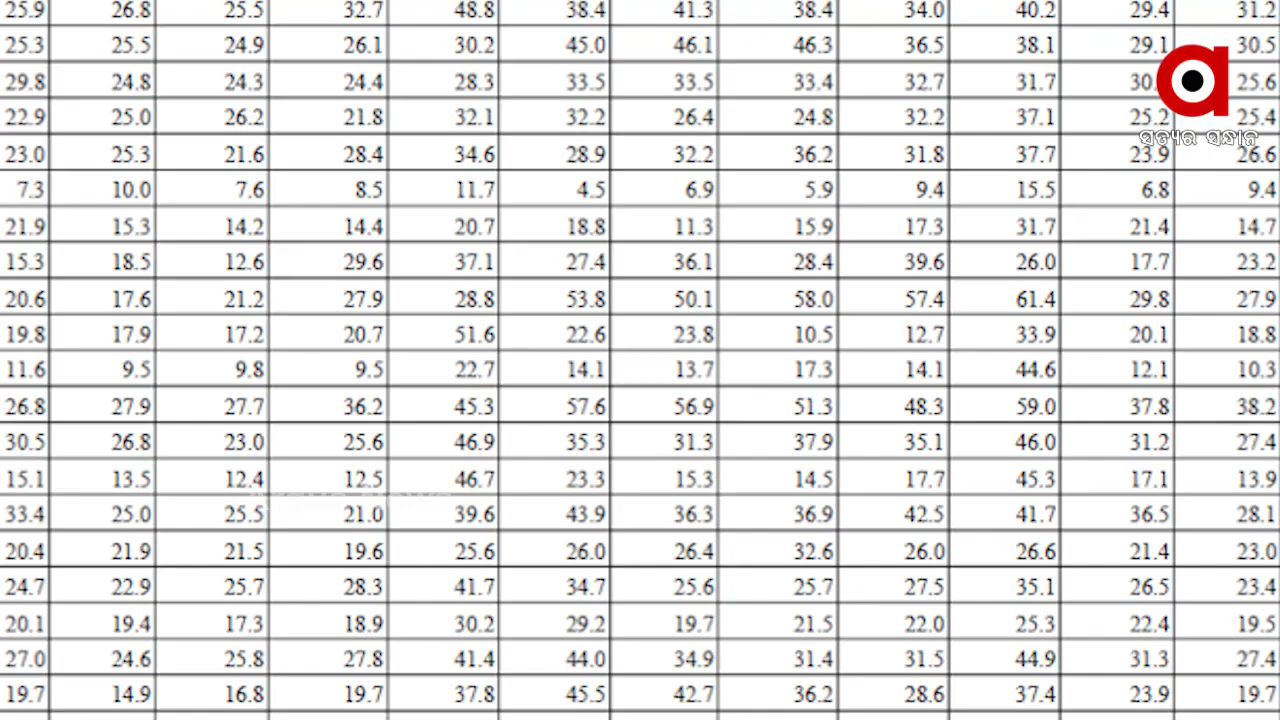 25.9 26.8 25.5 32.7 48.8 38.4 41.3 38.4 34.0 40.2 29.4 31.2
25.3 25.5 24.9 26.1 30.2 45.0 46.1 46.3 36.5 38.1 29.1 30.5
29.8 24.8 24.3 24.4 28.3 33.5 33.5 33.4 32.7 31.7 25.6
22.9 25.0 26.2 21.8 32.1 32.2 26.4 24.8 32.2 37.1 25.2 25.4
ସତ୍ୟର ସନ୍ଧାନ
23.0 25.3 21.6 28.4 34.6 28.9 32.2 36.2 31.8 37.7 23.9 26.6
7.3 10.0 7.6 8.5 11.7 4.5 6.9 5.9 9.4 15.5 6.8 9.4
21.9 15.3 14.2 14.4 20.7 18.8 11.3 15.9 17.3 31.7 21.4 14.7
15.3 18.5 12.6 29.6 37.1 27.4 36.1 28.4 39.6 26.0 17.7 23.2
20.6 17.6 21.2 27.9 28.8 53.8 50.1 58.0 57.4 61.4 29.8 27.9
19.8 17.9 17.2 20.7 51.6 22.6 23.8 10.5 12.7 33.9 20.1 18.8
11.6 9.5 9.8 9.5 22.7 14.1 13.7 17.3 14.1 44.6 12.1 10.3
26.8 27.9 27.7 36.2 45.3 57.6 56.9 51.3 48.3 59.0 37.8 38.2
30.5 26.8 23.0 25.6 46.9 35.3 31.3 37.9 35.1 46.0 31.2 27.4
15.1 13.5 12.4 12.5 46.7 23.3 15.3 14.5 17.7 45.3 17.1 13.9
33.4 25.0 25.5 21.0 39.6 43.9 36.3 36.9 42.5 41.7 36.5 28.1
20.4 21.9 21.5 19.6 25.6 26.0 26.4 32.6 26.0 26.6 21.4 23.0
24.7 22.9 25.7 28.3 41.7 34.7 25.6 25.7 27.5 35.1 26.5 23.4
20.1 19.4 17.3 18.9 30.2 29.2 19.7 21.5 22.0 25.3 22.4 19.5
27.0 24.6 25.8 27.8 41.4 44.0 34.9 31.4 31.5 44.9 31.3 27.4
19.7 14.9 16.8 19.7 37.8 45.5 42.7 36.2 28.6 37.4 23.9 19.7